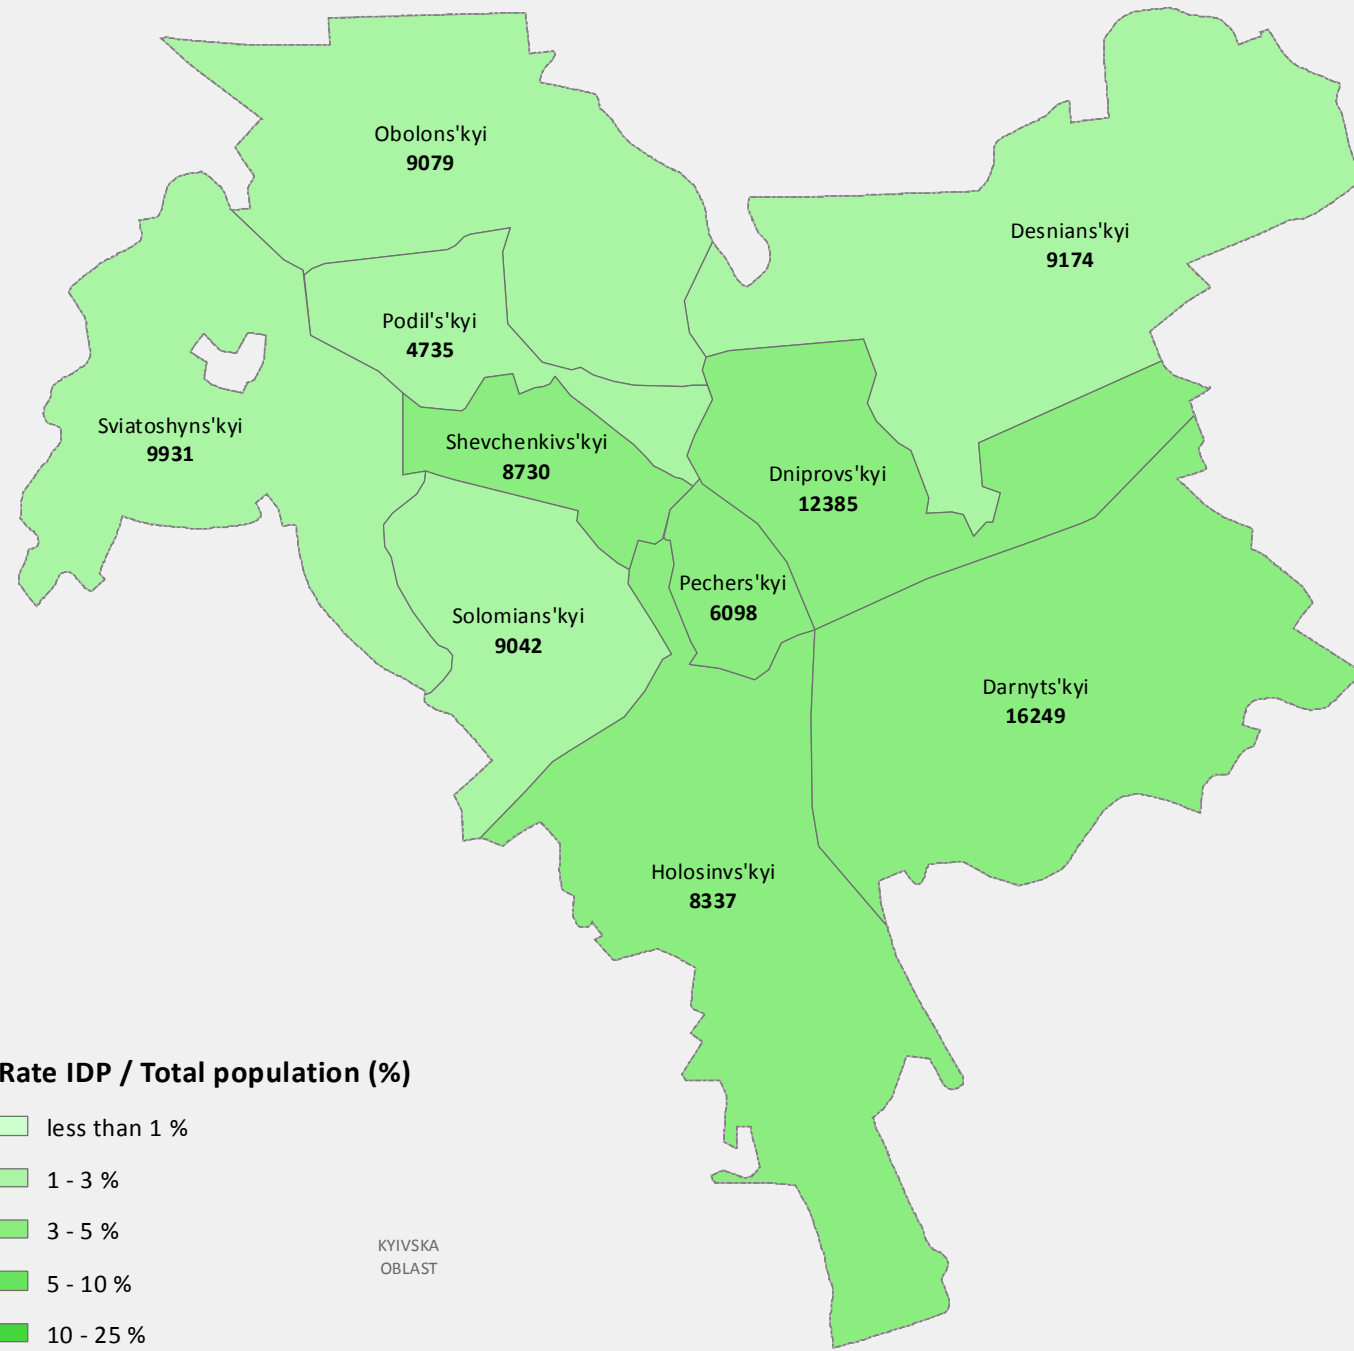 Obolons'kyi
9079
Desnians'kyi
9174
Podil's'kyi
4735
Sviatoshyns'kyi
9931
Shevchenkivs'kyi
8730
Dniprovs'kyi
12385
Pechers'kyi
6098
Solomians'kyi
9042
Darnyts'kyi
16249
Holosinvs'kyi
8337
Rate IDP / Total population (%)
less than 1 %
1 - 3 %
3 - 5 %
5 - 10 %
10 - 25 %
KYIVSKA
OBLAST